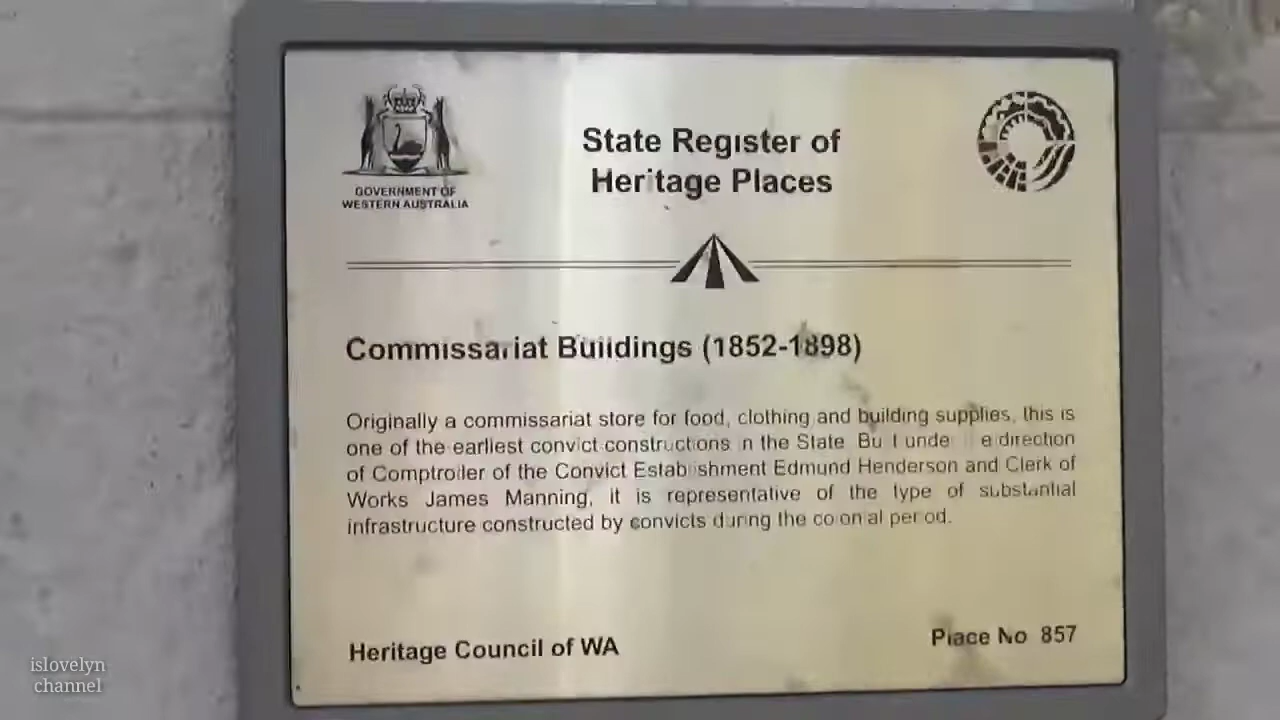 GOVERNMENT OF
WESTERN AUSTRALIA
State Register of
Heritage Places
Commissariat Buildings (1852-1898)
Originally a commissariat store for food, clothing and building supplies, this is
one of the earliest convict constructions in the State. Built under the direction
of Comptroller of the Convict Establishment Edmund Henderson and Clerk of
Works James Manning, it is representative of the type of substantial
infrastructure constructed by convicts during the colonial period.
Heritage Council of WA
Place No 857
islovelyn
channel